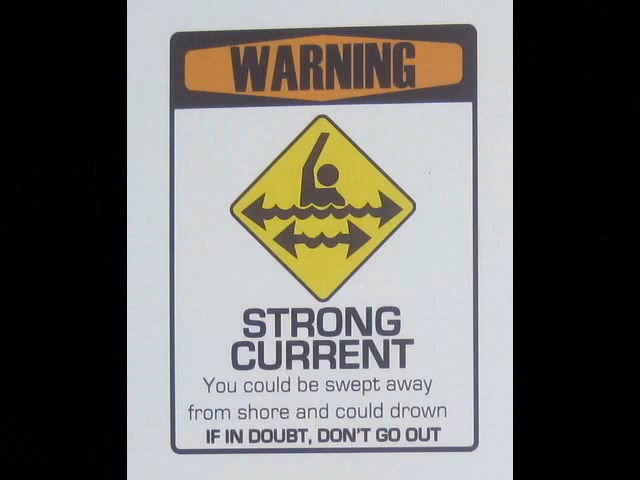 WARNING
STRONG
CURRENT
You could be swept away
from shore and could drown
IF IN DOUBT, DON'T GO OUT